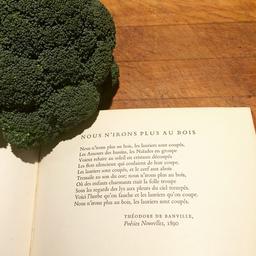 NOUS N'IRONS PLUS AU BOIS
Nous n'irons plus au bois, les lauriers sont coupés.
Les Amours des bassins, les Naïades en groupe
Voient reluire au soleil en cristaux découpés
Les flots silencieux qui coulaient de leur coupe.
Les lauriers sont coupés, et le cerf aux abois
Tressaille au son du cor; nous n'irons plus au bois,
Où des enfants charmants riait la folle troupe
Sous les regards des lys aux pleurs du ciel trempés,
Voici l'herbe qu'on fauche et les lauriers qu'on coupe.
Nous n'irons plus au bois, les lauriers sont coupés.
THÉODORE DE BANVILLE,
Poésies Nouvelles, 1890